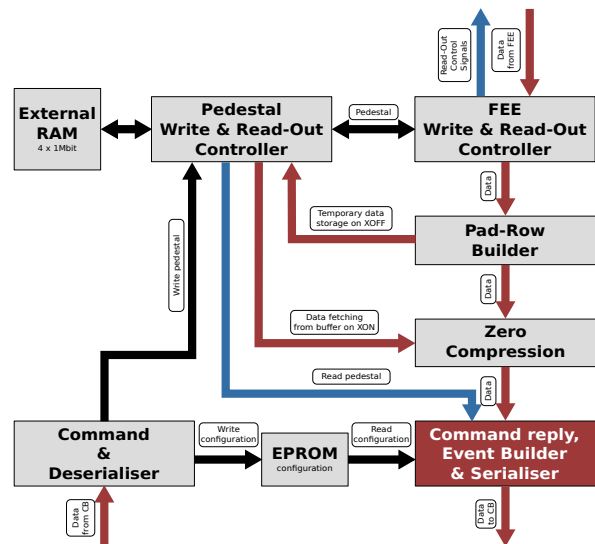 Read-Out
Control
Signals
Data
from FEE
External
RAM
4 x 1Mbit
Pedestal
Write & Read-Out
Controller
Pedestal
FEE
Write & Read-Out
Controller
Data
Temporary data
storage on XOFF
Pad-Row
Builder
Write pedestal
Data
Data fetching
from buffer on XON
Zero
Compression
Read pedestal
Data
Command
&
Deserialiser
Write
configuration
EPROM
configuration
Read
configuration
Command reply,
Event Builder
& Serialiser
Data
from CB
Data
to CB